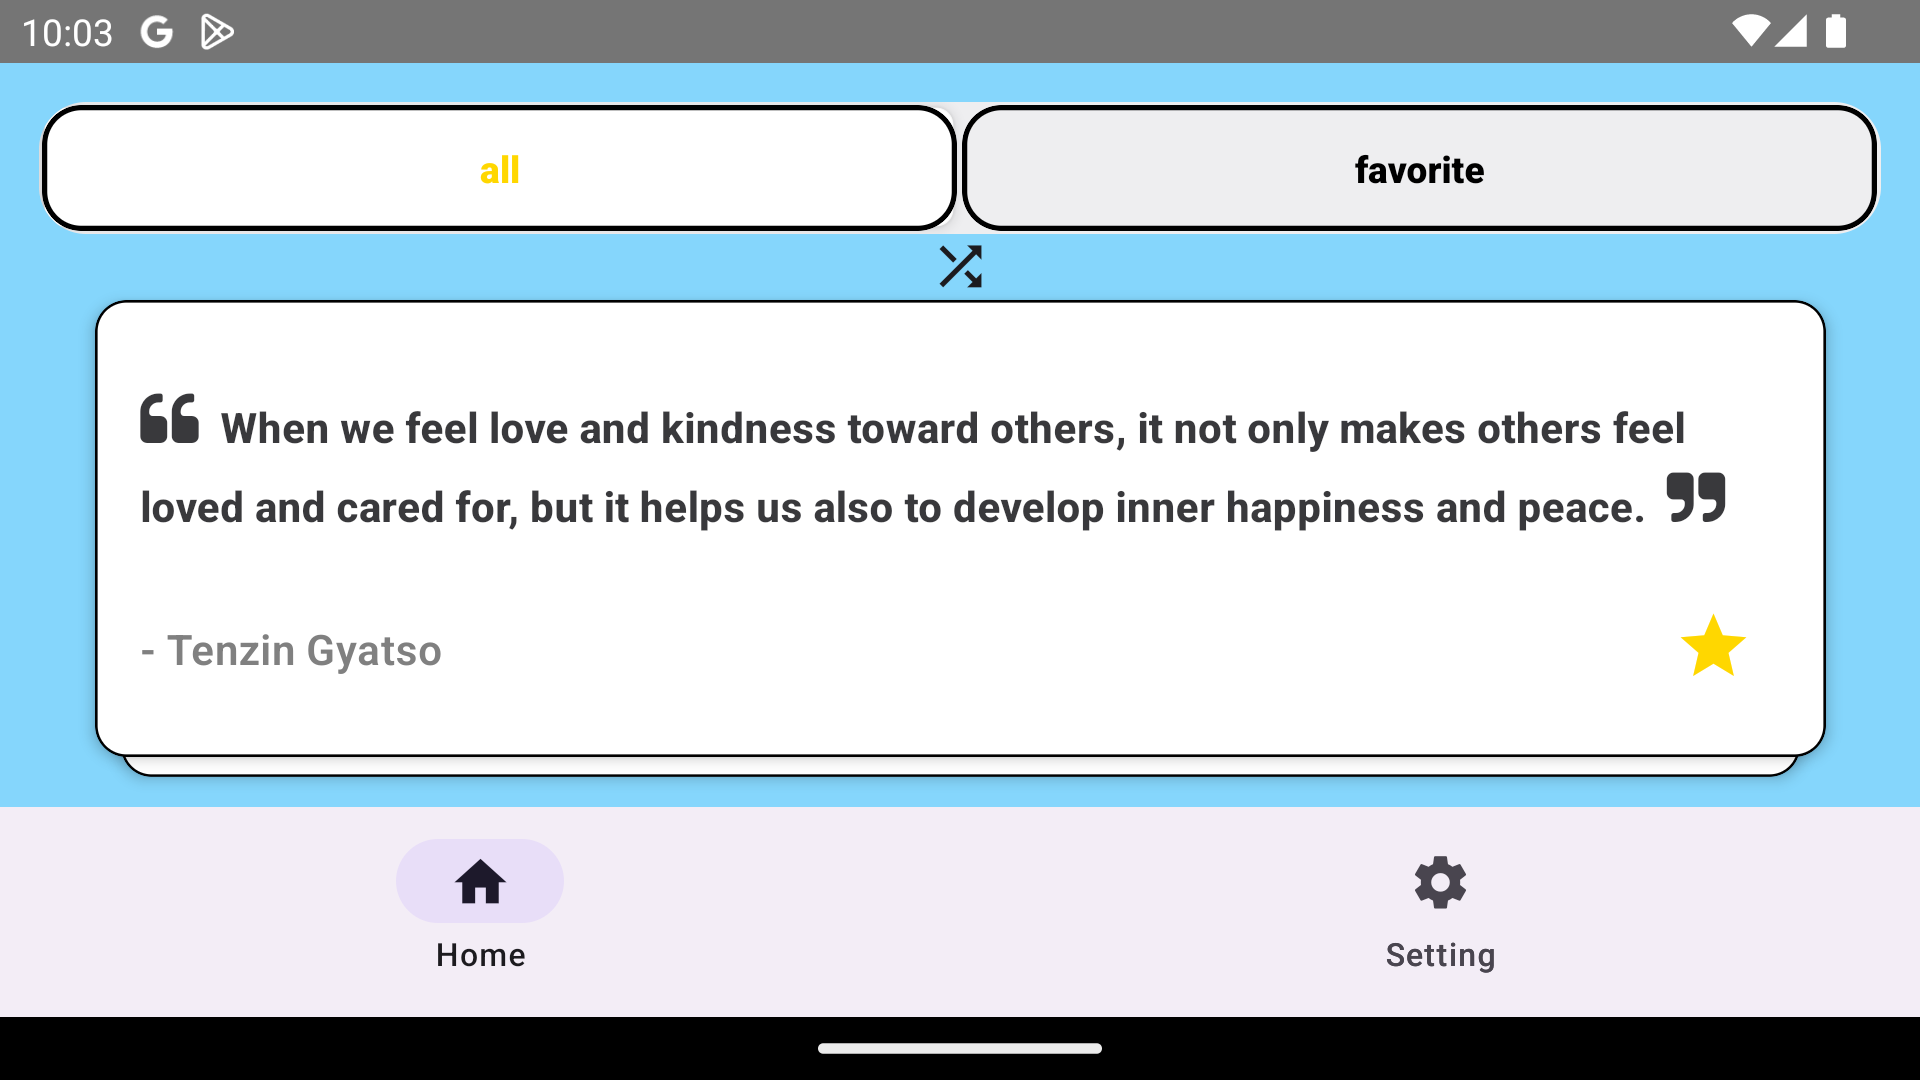 10:03
all
favorite
“ When we feel love and kindness toward others, it not only makes others feel
loved and cared for, but it helps us also to develop inner happiness and peace. ”
- Tenzin Gyatso
Home
Setting